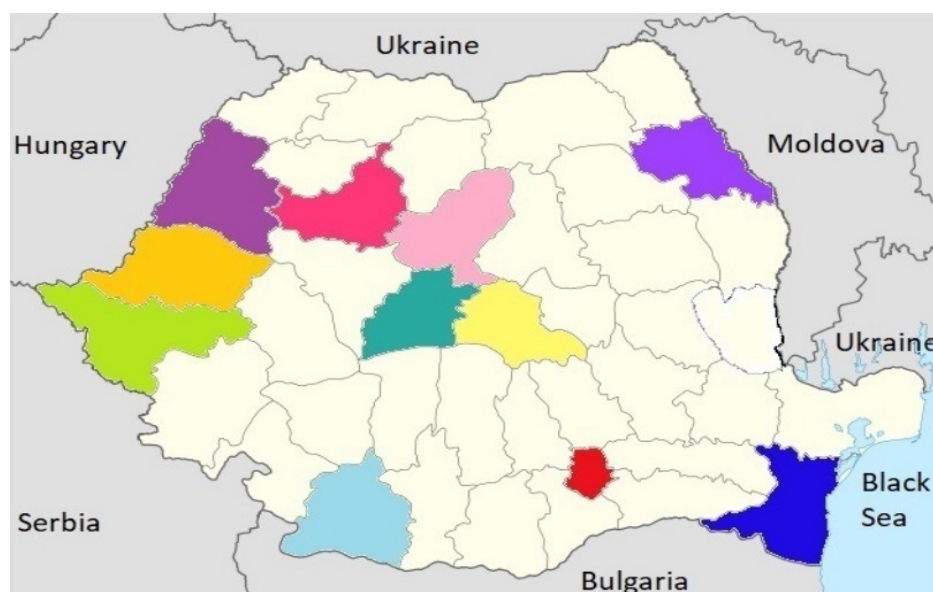 Ukraine
Hungary
Moldova
Ukraine
Black
Sea
Serbia
Bulgaria